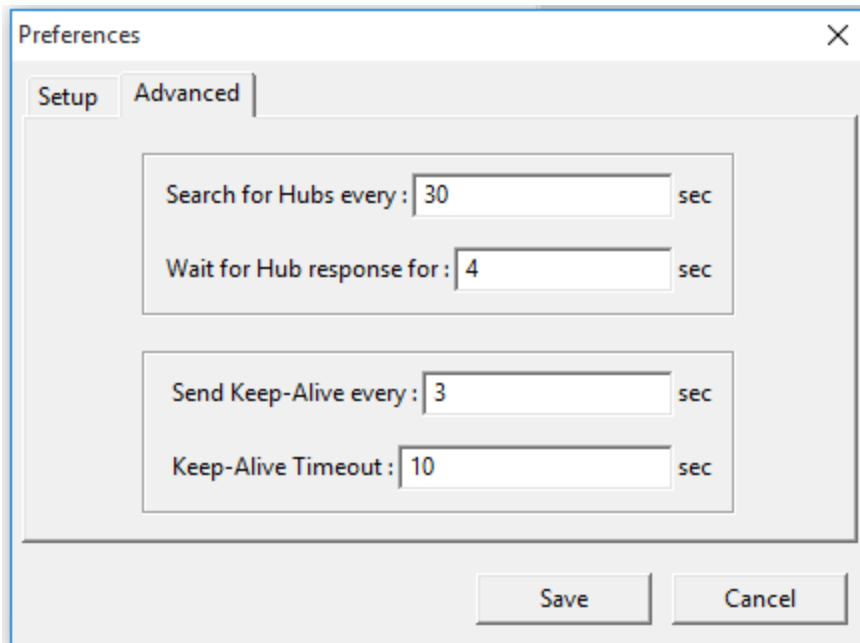 Preferences
Setup Advanced
Search for Hubs every : 30 sec
Wait for Hub response for : 4 sec
Send Keep-Alive every : 3 sec
Keep-Alive Timeout : 10 sec
Save Cancel